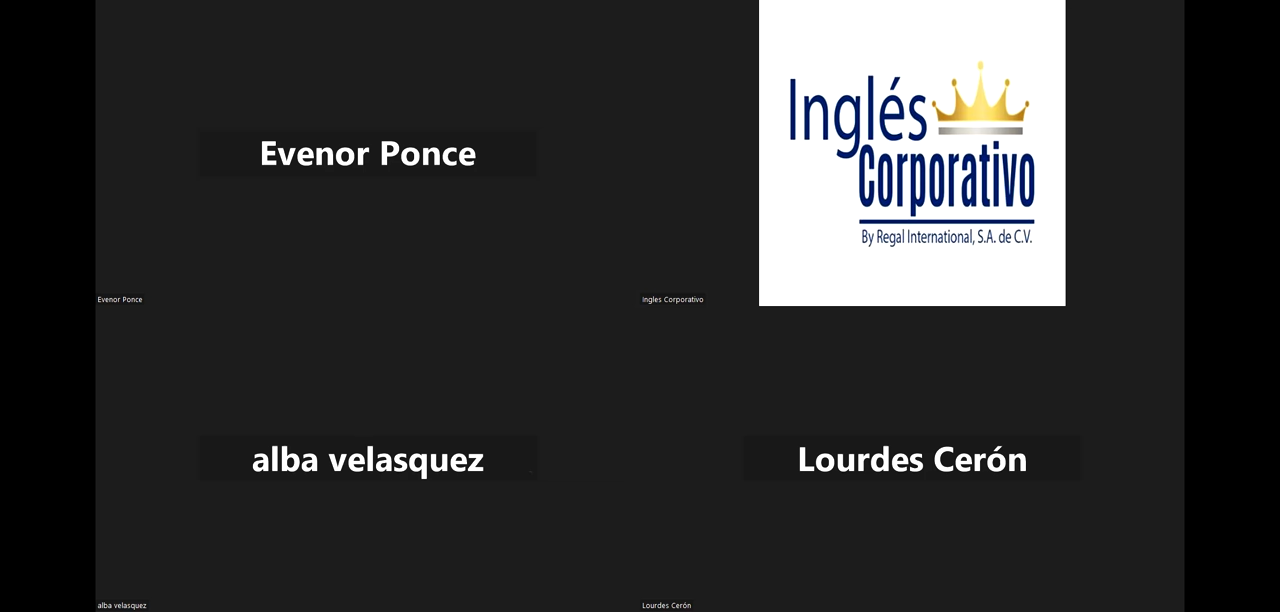 Evenor Ponce
Evenor Ponce
Inglés
Corporativo
By Regal International, S.A. de C.V.
Ingles Corporativo
alba velasquez
alba velasquez
Lourdes Cerón
Lourdes Cerón